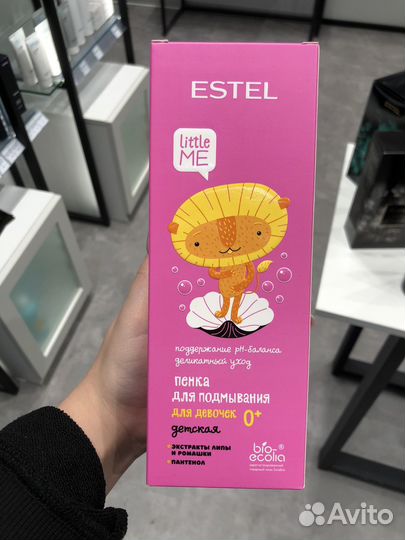 ESTEL
little
ME
поддержание pH-баланса
деликатный уход
ПЕНКА
ДЛЯ ПОДМЫВАНИЯ
ДЛЯ ДЕВОЧЕК 0+
детская
ЭКСТРАКТЫ ЛИПЫ
И РОМАШКИ
ПАНТЕНОЛ
bio-
ecolia®
Avito